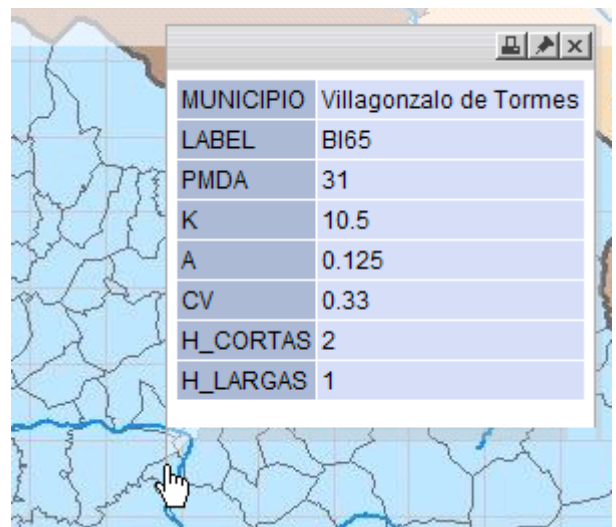 MUNICIPIO Villagonzalo de Tormes
LABEL BI65
PMDA 31
K 10.5
A 0.125
CV 0.33
H_CORTAS 2
H_LARGAS 1